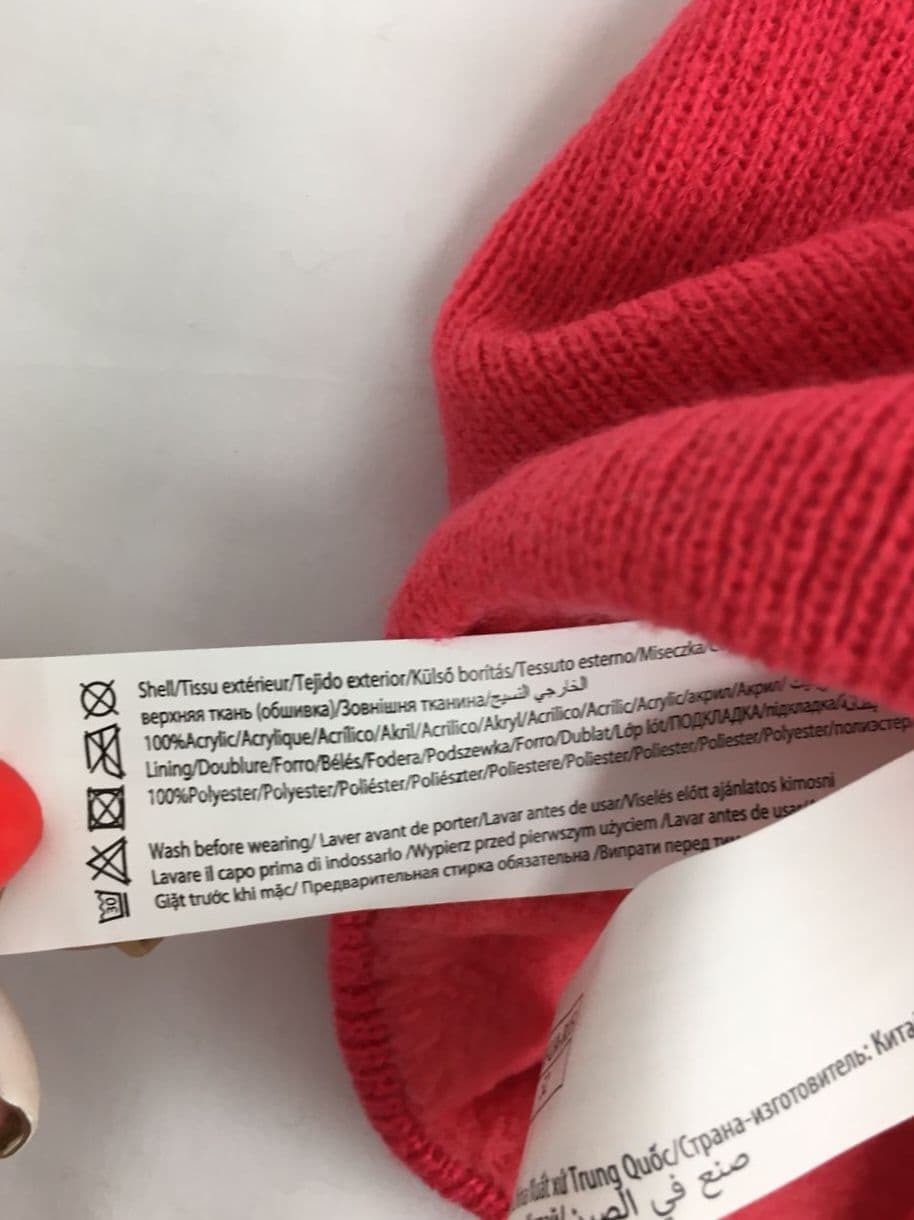 Shell/Tissu extérieur/Tejido exterior/Külső borítás/Tessuto esterno/Miseczka/
верхняя ткань (обшивка)/Зовнішня тканина/الخارجي النسيج
100%Acrylic/Acrylique/Acrílico/Akril/Acrilico/Akryl/Acrílico/Acrilic/Acrylic/акрил/Акрил/
Lining/Doublure/Forro/Bélés/Fodera/Podszewka/Forro/Dublat/Lớp lót/ПОДКЛАДКА/підкладка/
100%Polyester/Polyester/Poliéster/Poliészter/Poliestere/Poliester/Poliester/Poliester/Polyester/полиэстер
Wash before wearing/ Laver avant de porter/Lavar antes de usar/Viselés előtt ajánlatos kimosni
Lavare il capo prima di indossarlo /Wypierz przed pierwszym użyciem /Lavar antes de usar
Giặt trước khi mặc/ Предварительная стирка обязательна /Випрати перед
30
xứ Trung Quốc/Страна-изготовитель:
صنع في الصين